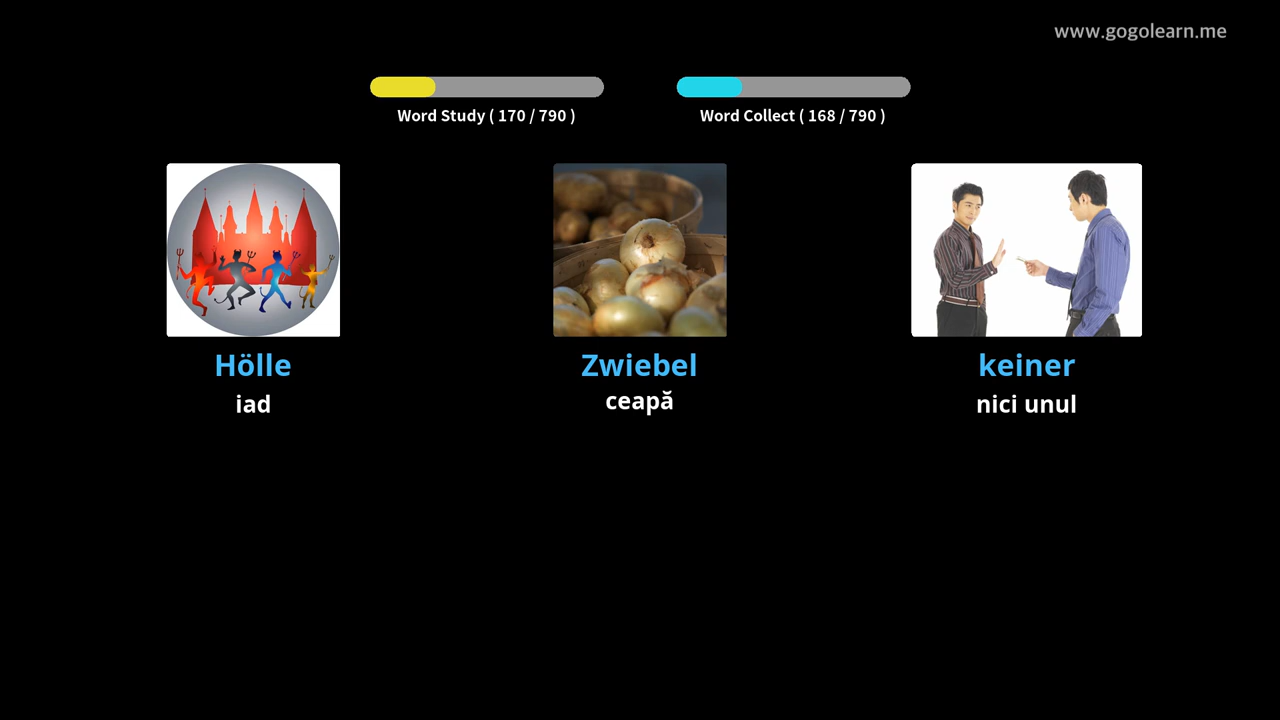 www.gogolearn.me
Word Study ( 170 / 790 )
Word Collect ( 168 / 790 )
Hölle
Zwiebel
keiner
iad
ceapă
nici unul